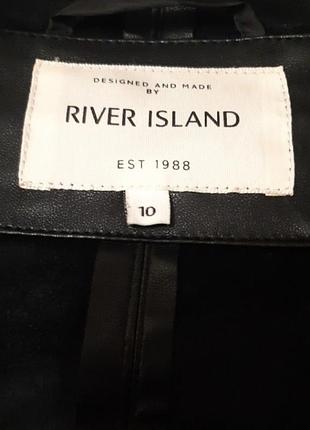 DESIGNED AND MADE
BY
RIVER ISLAND
EST 1988
10